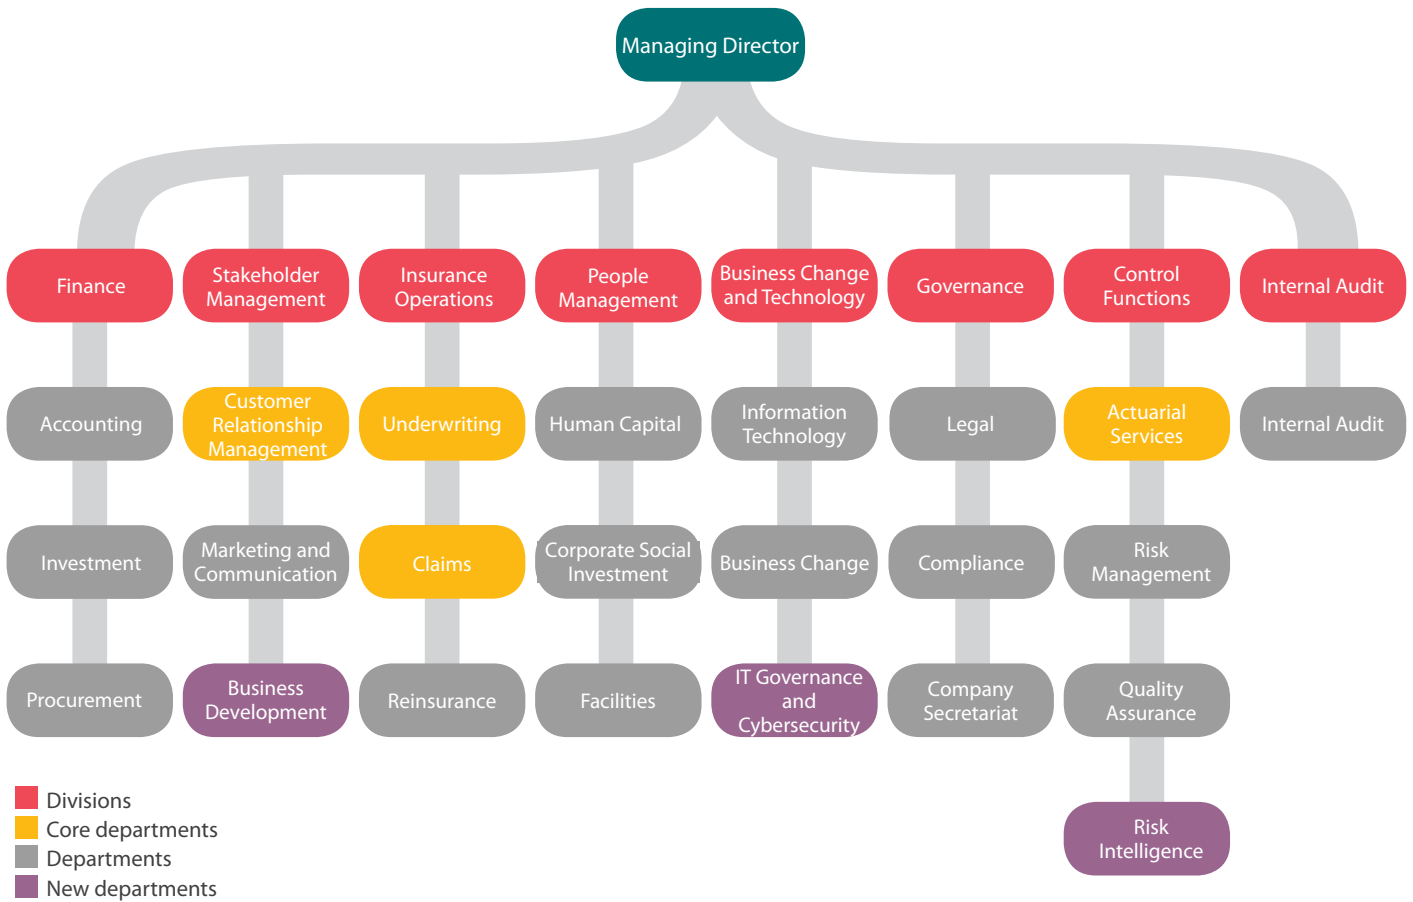 Managing Director
Finance
Stakeholder
Management
Insurance
Operations
People
Management
Business Change
and Technology
Governance
Control
Functions
Internal Audit
Accounting
Customer
Relationship
Management
Underwriting
Human Capital
Information
Technology
Legal
Actuarial
Services
Internal Audit
Investment
Marketing and
Communication
Claims
Corporate Social
Investment
Business Change
Compliance
Risk
Management
Procurement
Business
Development
Reinsurance
Facilities
IT Governance
and
Cybersecurity
Company
Secretariat
Quality
Assurance
Risk
Intelligence
Divisions
Core departments
Departments
New departments